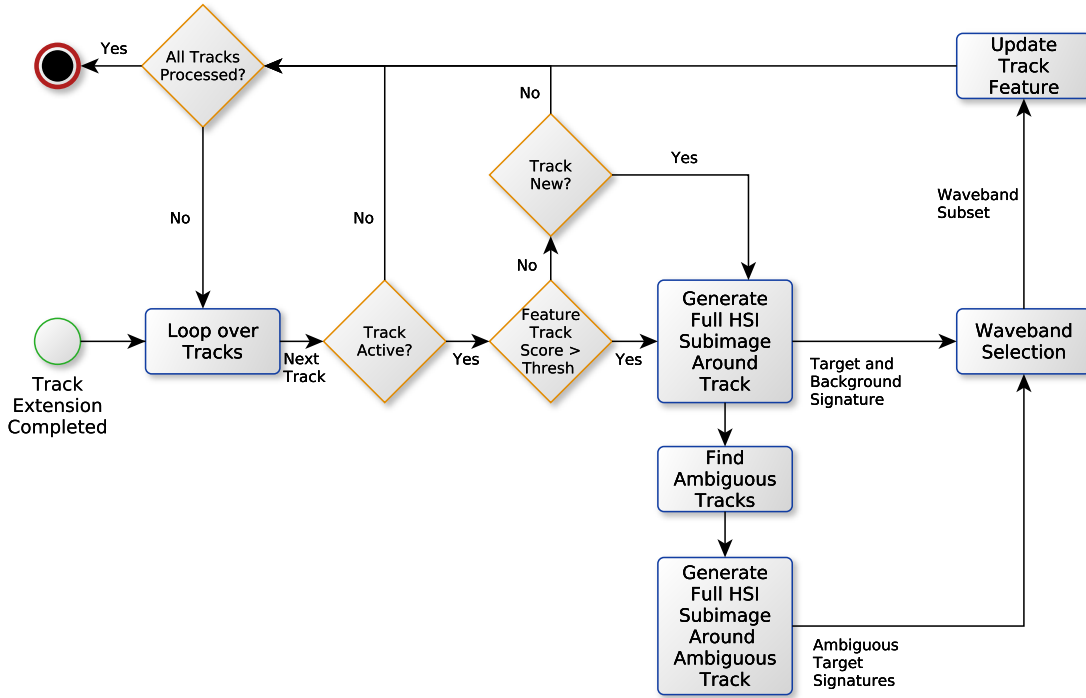 Yes
All Tracks
Processed?
Update
Track
Feature
No
Track
New?
Yes
No
No
No
Waveband
Subset
Track
Extension
Completed
Loop over
Tracks
Next
Track
Track
Active?
Yes
Feature
Track
Score >
Thresh
Yes
Generate
Full HSI
Subimage
Around
Track
Target and
Background
Signature
Waveband
Selection
Find
Ambiguous
Tracks
Generate
Full HSI
Subimage
Around
Ambiguous
Track
Ambiguous
Target
Signatures